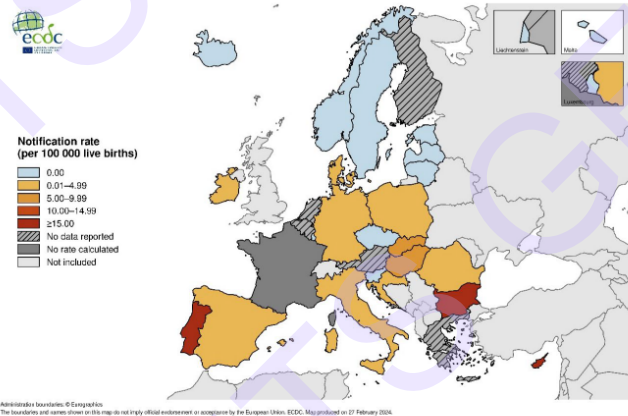 ecdc
Liechtenstein
Malta
Luxembourg
Notification rate
(per 100 000 live births)
0.00
0.01–4.99
5.00–9.99
10.00–14.99
≥15.00
No data reported
No rate calculated
Not included
Administrative boundaries: © Eurographics
The boundaries and names shown on this map do not imply official endorsement or acceptance by the European Union. ECDC. Map produced on 27 February 2024.